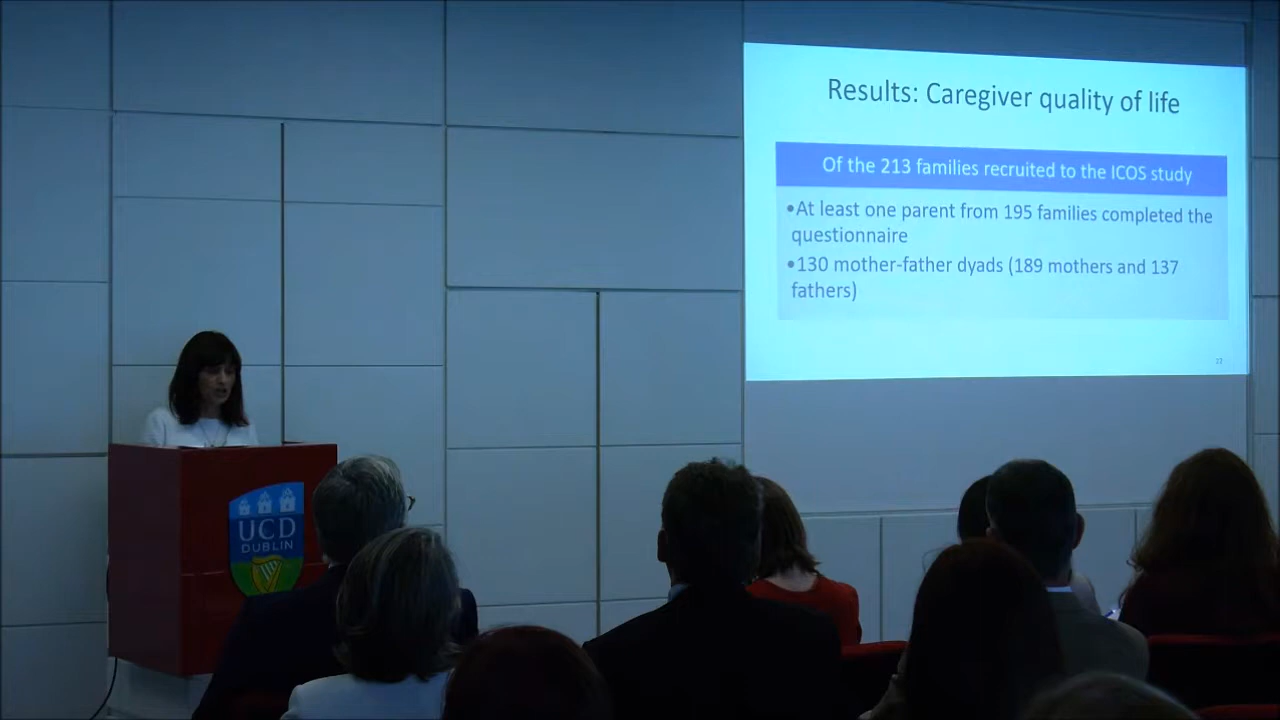 Results: Caregiver quality of life
Of the 213 families recruited to the ICOS study
•At least one parent from 195 families completed the
questionnaire
•130 mother-father dyads (189 mothers and 137
fathers)
UCD
DUBLIN